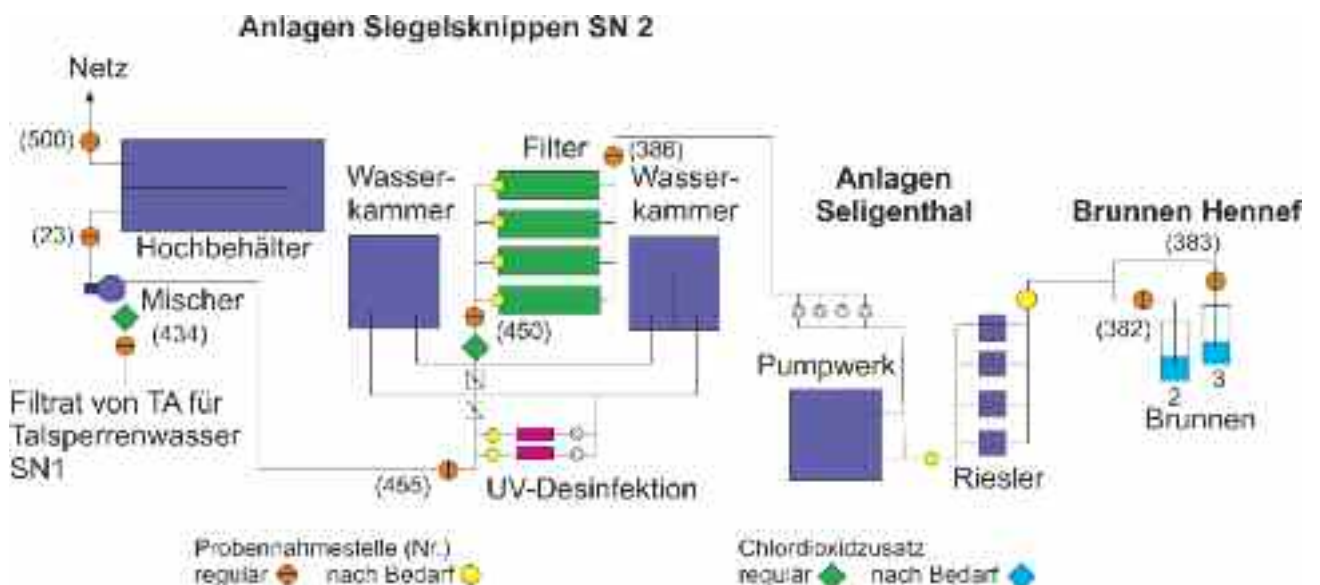 Anlagen Siegelsknippen SN 2
Netz
(500)
Filter
(386)
Wasser-
kammer
Wasser-
kammer
Anlagen
Seligenthal
Brunnen Hennef
(23)
Hochbehälter
(383)
Mischer
(434)
(450)
(382)
Pumpwerk
3
2
Brunnen
Filtrat von TA für
Talsperrenwasser
SN1
(455)
UV-Desinfektion
Riesler
Probennahmestelle (Nr.)
regulär nach Bedarf
Chlordioxidzusatz
regulär nach Bedarf